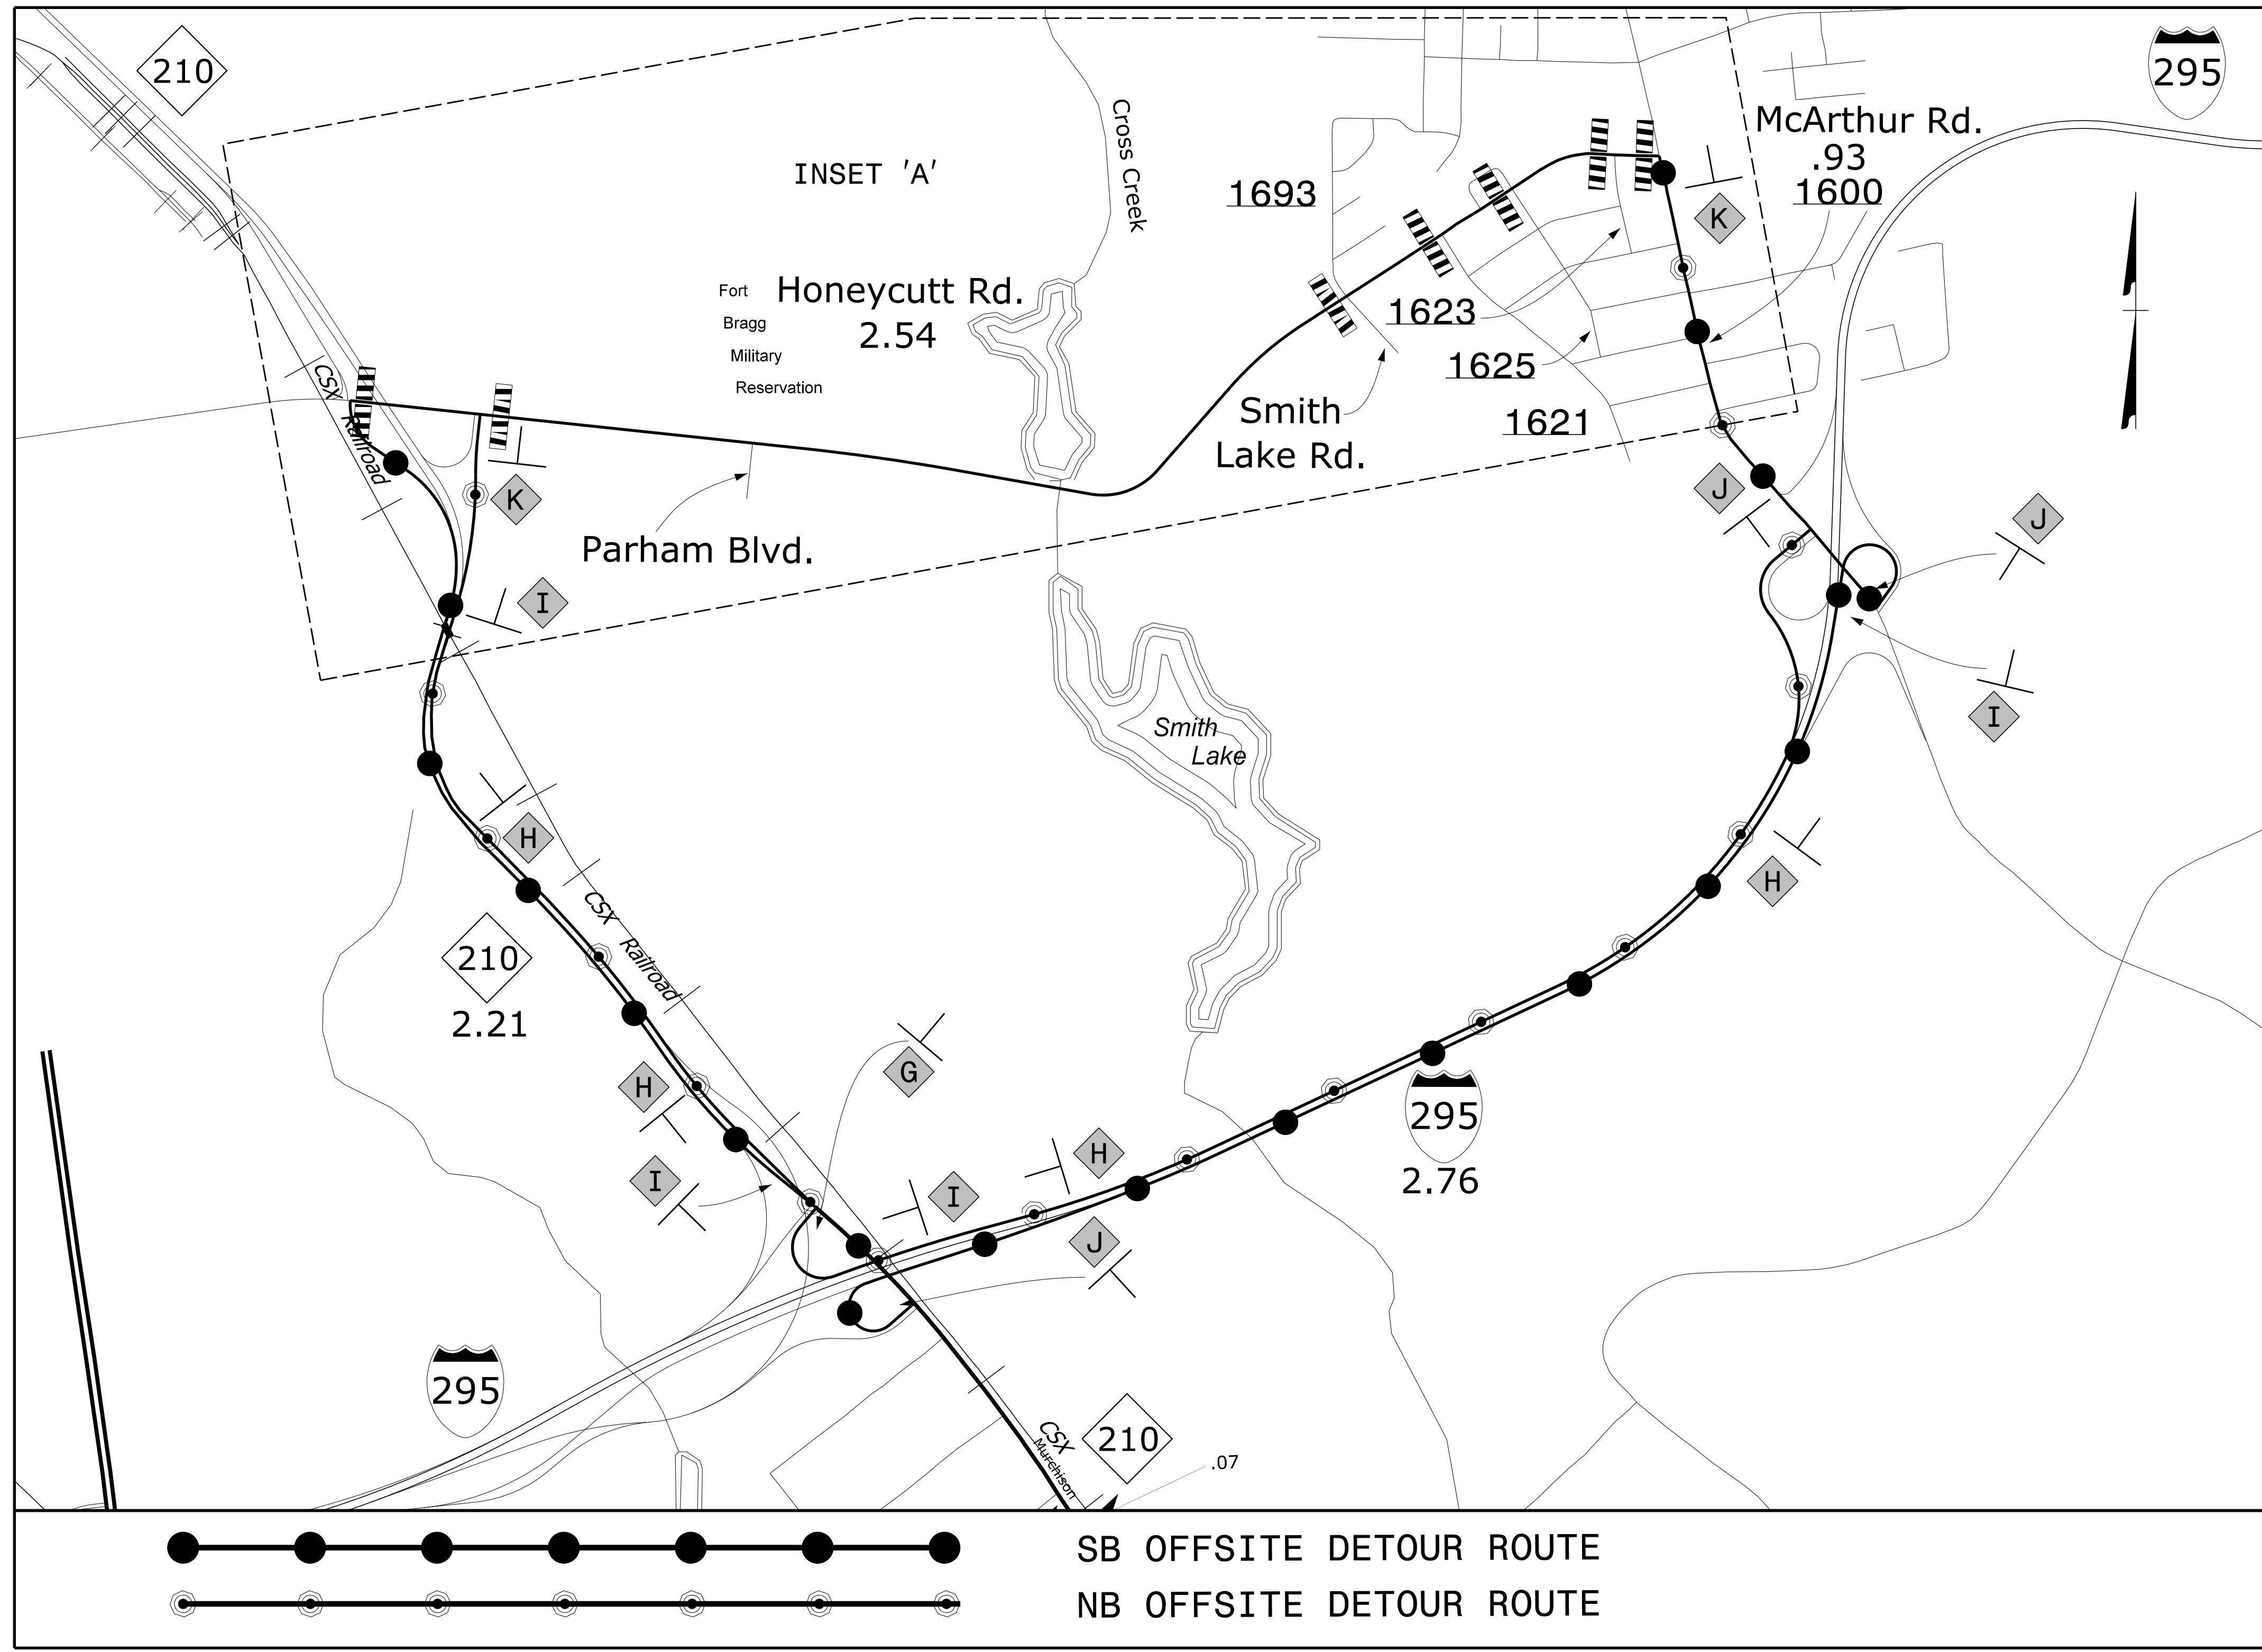 210
295
McArthur Rd.
.93
1600
INSET 'A'
Cross Creek
1693
K
Fort
Bragg
Military
Reservation
Honeycutt Rd.
2.54
1623
1625
1621
Smith
Lake Rd.
CSX Railroad
K
J
J
Parham Blvd.
I
I
Smith
Lake
H
H
CSX Railroad
210
2.21
G
H
295
2.76
H
I
I
J
295
CSX
Murchison
210
.07
SB OFFSITE DETOUR ROUTE
NB OFFSITE DETOUR ROUTE